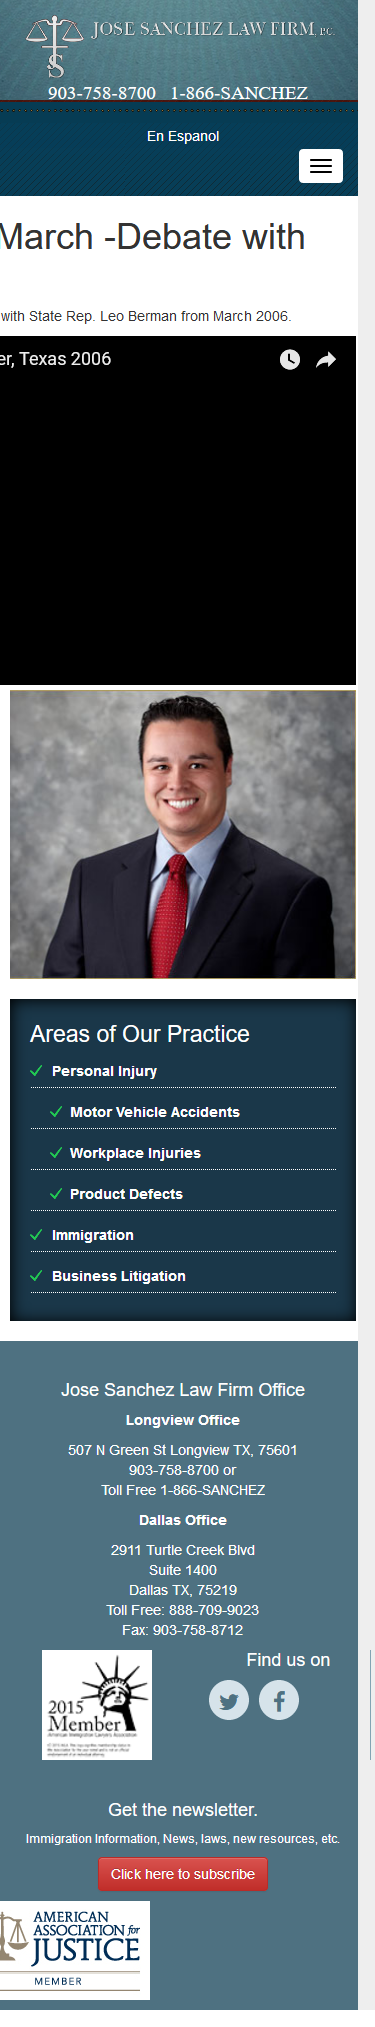 JOSE SANCHEZ LAW FIRM, P.C.
903-758-8700 1-866-SANCHEZ
En Espanol
March -Debate with
with State Rep. Leo Berman from March 2006.
er, Texas 2006
Areas of Our Practice
Personal Injury
Motor Vehicle Accidents
Workplace Injuries
Product Defects
Immigration
Business Litigation
Jose Sanchez Law Firm Office
Longview Office
507 N Green St Longview TX, 75601
903-758-8700 or
Toll Free 1-866-SANCHEZ
Dallas Office
2911 Turtle Creek Blvd
Suite 1400
Dallas TX, 75219
Toll Free: 888-709-9023
Fax: 903-758-8712
Find us on
2015
Member
American Immigration Lawyers Association
Get the newsletter.
Immigration Information, News, laws, new resources, etc.
Click here to subscribe
AMERICAN
ASSOCIATION for
JUSTICE
MEMBER